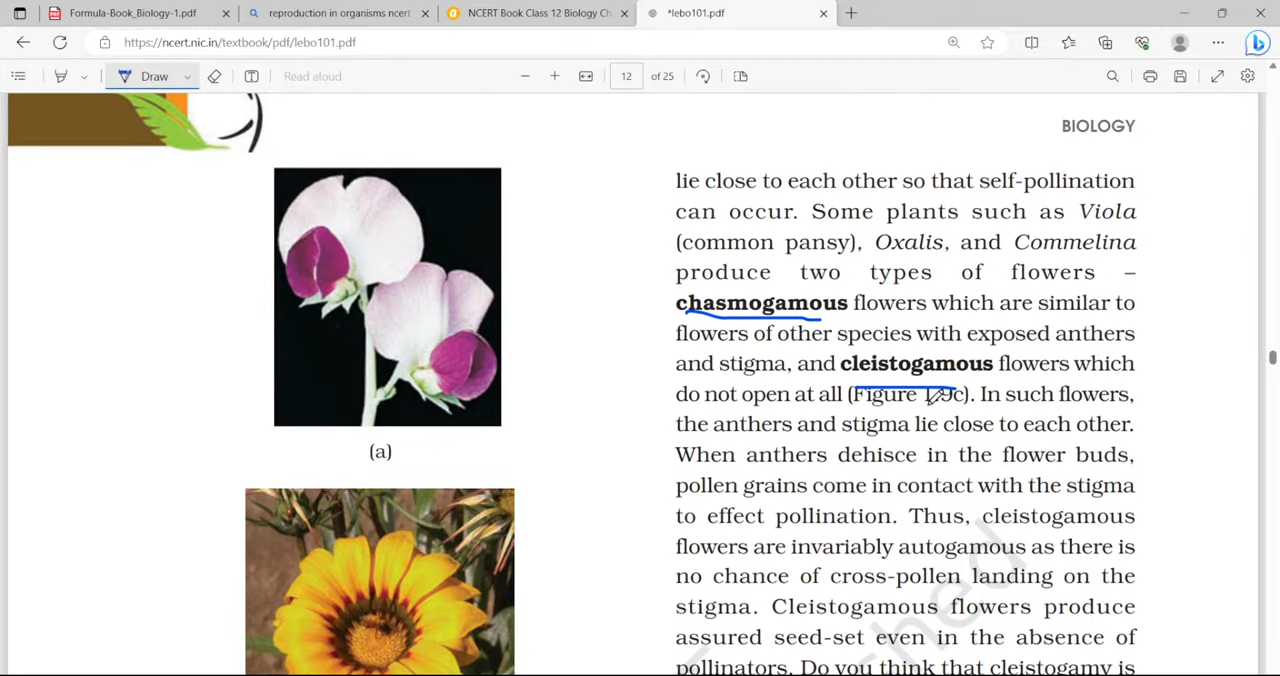 Formula-Book_Biology-1.pdf
reproduction in organisms ncert
NCERT Book Class 12 Biology Ch
*lebo101.pdf
https://ncert.nic.in/textbook/pdf/lebo101.pdf
Draw
Read aloud
12
of 25
BIOLOGY
lie close to each other so that self-pollination
can occur. Some plants such as Viola
(common pansy), Oxalis, and Commelina
produce two types of flowers –
chasmogamous flowers which are similar to
flowers of other species with exposed anthers
and stigma, and cleistogamous flowers which
do not open at all (Figure 1.9c). In such flowers,
the anthers and stigma lie close to each other.
When anthers dehisce in the flower buds,
pollen grains come in contact with the stigma
to effect pollination. Thus, cleistogamous
flowers are invariably autogamous as there is
no chance of cross-pollen landing on the
stigma. Cleistogamous flowers produce
assured seed-set even in the absence of
pollinators. Do you think that cleistogamy is
(a)